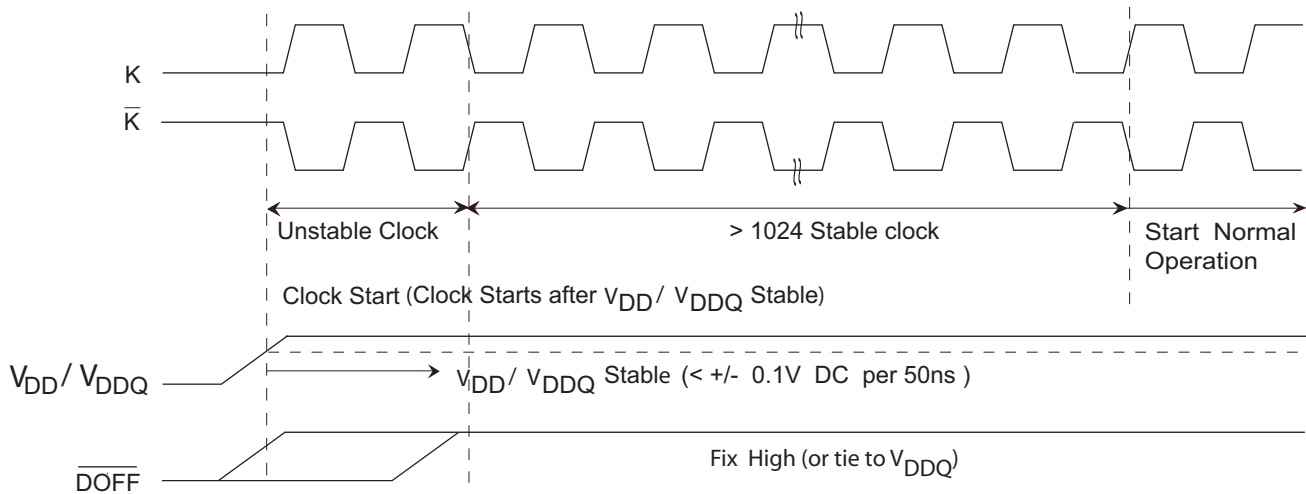 K
K̅
Unstable Clock
> 1024 Stable clock
Start Normal
Operation
Clock Start (Clock Starts after VDD / VDDQ Stable)
VDD / VDDQ
VDD / VDDQ Stable (< +/- 0.1V DC per 50ns )
D̅O̅F̅F̅
Fix High (or tie to VDDQ)